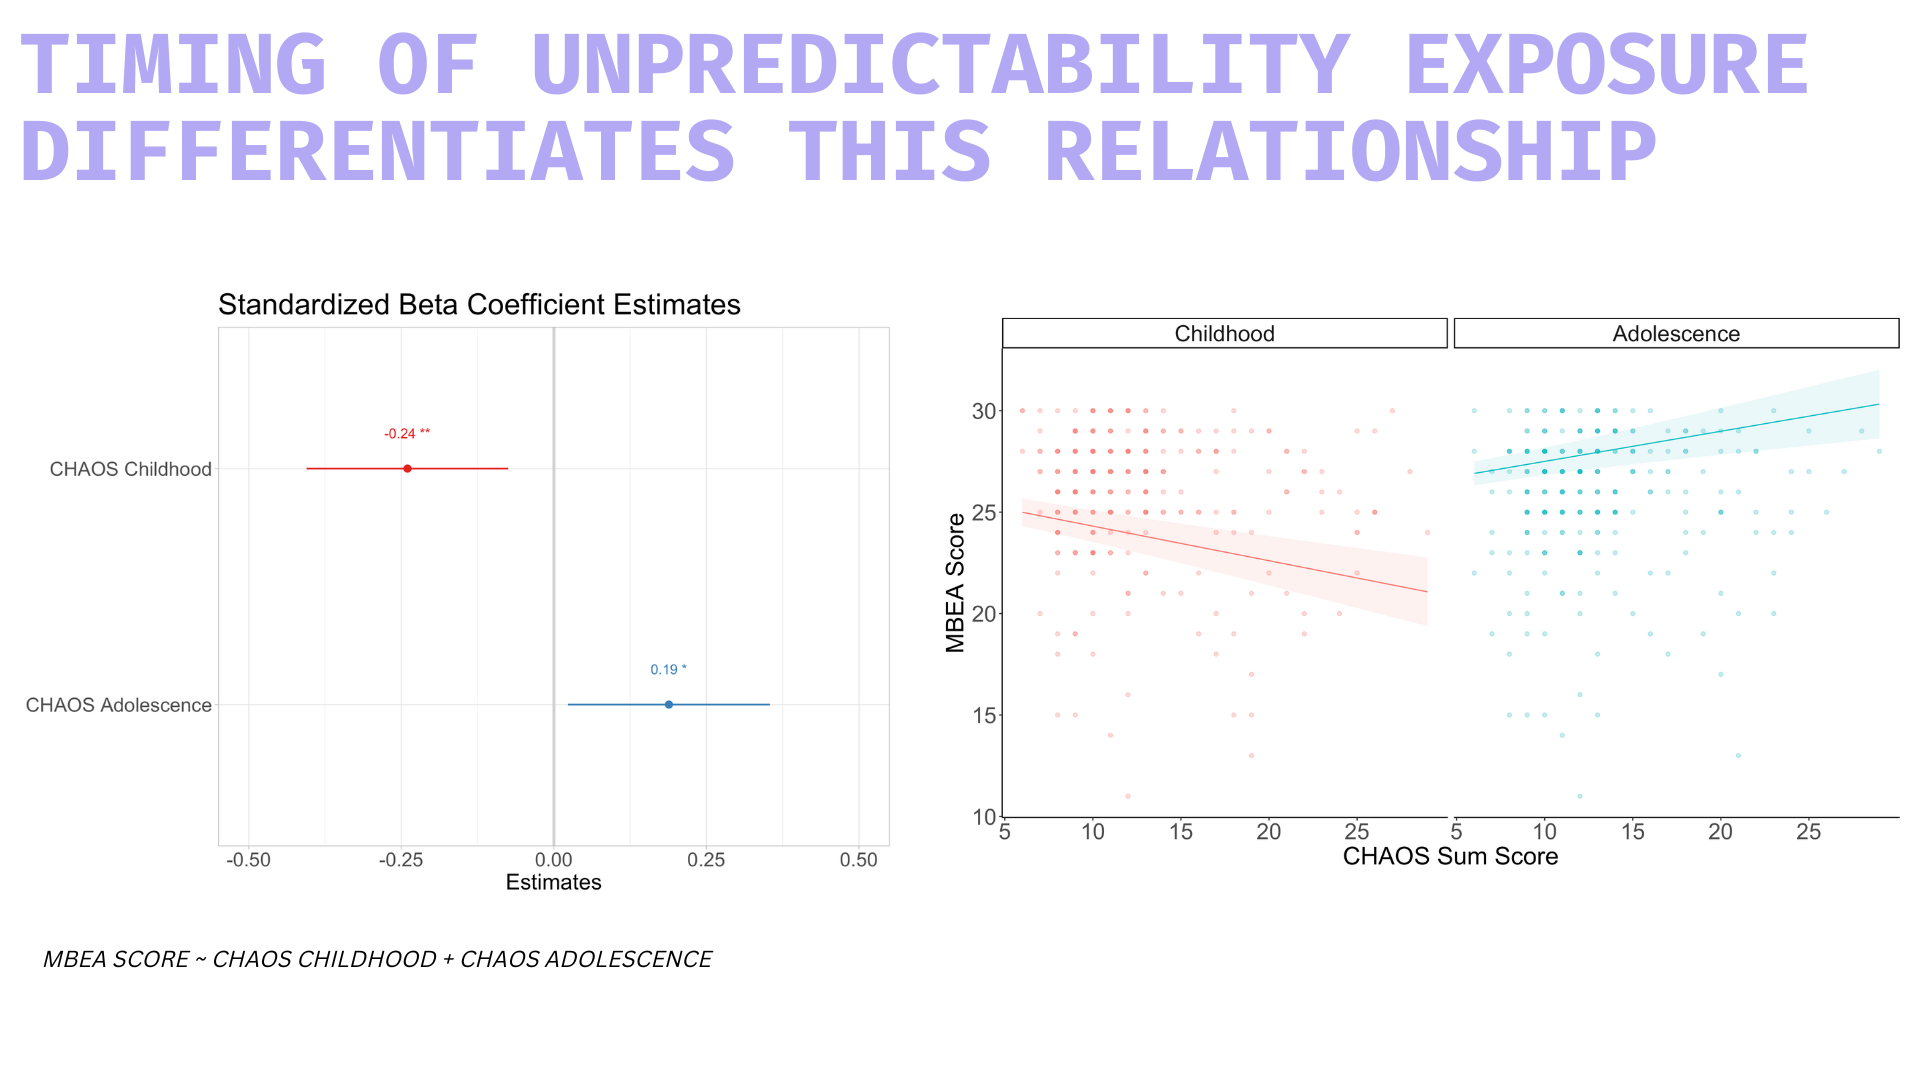 TIMING OF UNPREDICTABILITY EXPOSURE
DIFFERENTIATES THIS RELATIONSHIP
Standardized Beta Coefficient Estimates
-0.24 **
CHAOS Childhood
0.19 *
CHAOS Adolescence
-0.50 -0.25 0.00 0.25 0.50
Estimates
Childhood Adolescence
30
25
20
15
10
MBEA Score
5 10 15 20 25 5 10 15 20 25
CHAOS Sum Score
MBEA SCORE ~ CHAOS CHILDHOOD + CHAOS ADOLESCENCE